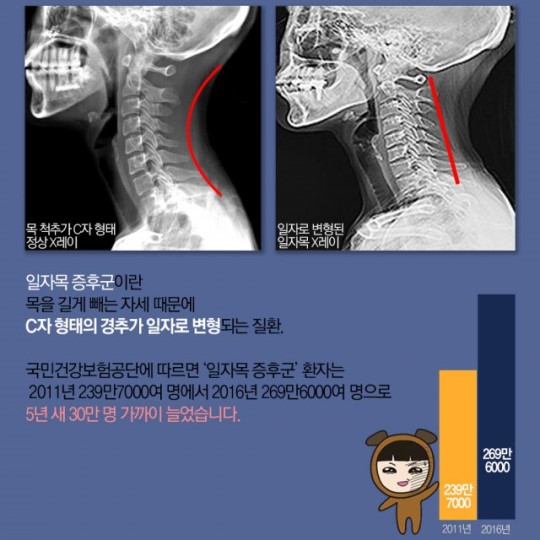 목 척추가 C자 형태
정상 X레이
일자로 변형된
일자목 X레이
일자목 증후군이란
목을 길게 빼는 자세 때문에
C자 형태의 경추가 일자로 변형되는 질환.
국민건강보험공단에 따르면 '일자목 증후군' 환자는
2011년 239만7000여 명에서 2016년 269만6000여 명으로
5년 새 30만 명 가까이 늘었습니다.
239만
7000
269만
6000
2011년
2016년